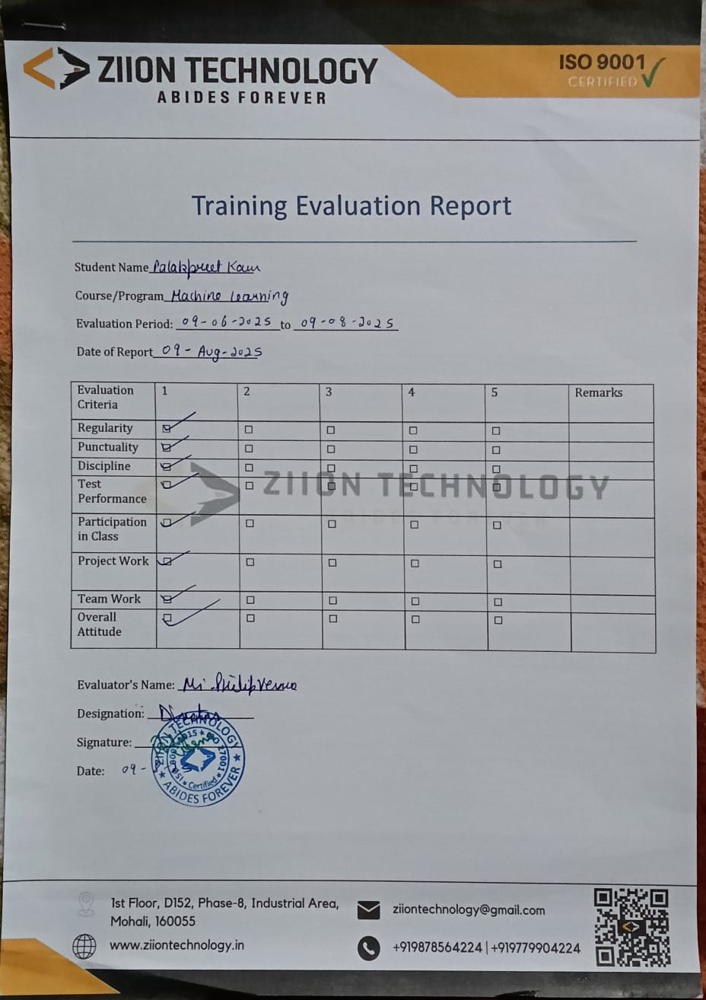 ZIION TECHNOLOGY
ABIDES FOREVER
ISO 9001
CERTIFIED
Training Evaluation Report
Student Name Palakpreet Kaur
Course/Program Machine Learning
Evaluation Period: 09-06-2025 to 09-08-2025
Date of Report 09-Aug-2025
Evaluation Criteria 1 2 3 4 5 Remarks
Regularity
Punctuality
Discipline
Test Performance
Participation in Class
Project Work
Team Work
Overall Attitude
ZIION TECHNOLOGY
ABIDES FOREVER
Evaluator's Name: Mr. Philip Verma
Designation: Director
Signature:
Date: 09-
ZIION TECHNOLOGY
ISO 27001
Certified
ABIDES FOREVER
1st Floor, D152, Phase-8, Industrial Area,
Mohali, 160055
www.ziiontechnology.in
ziiontechnology@gmail.com
+919878564224 | +919779904224